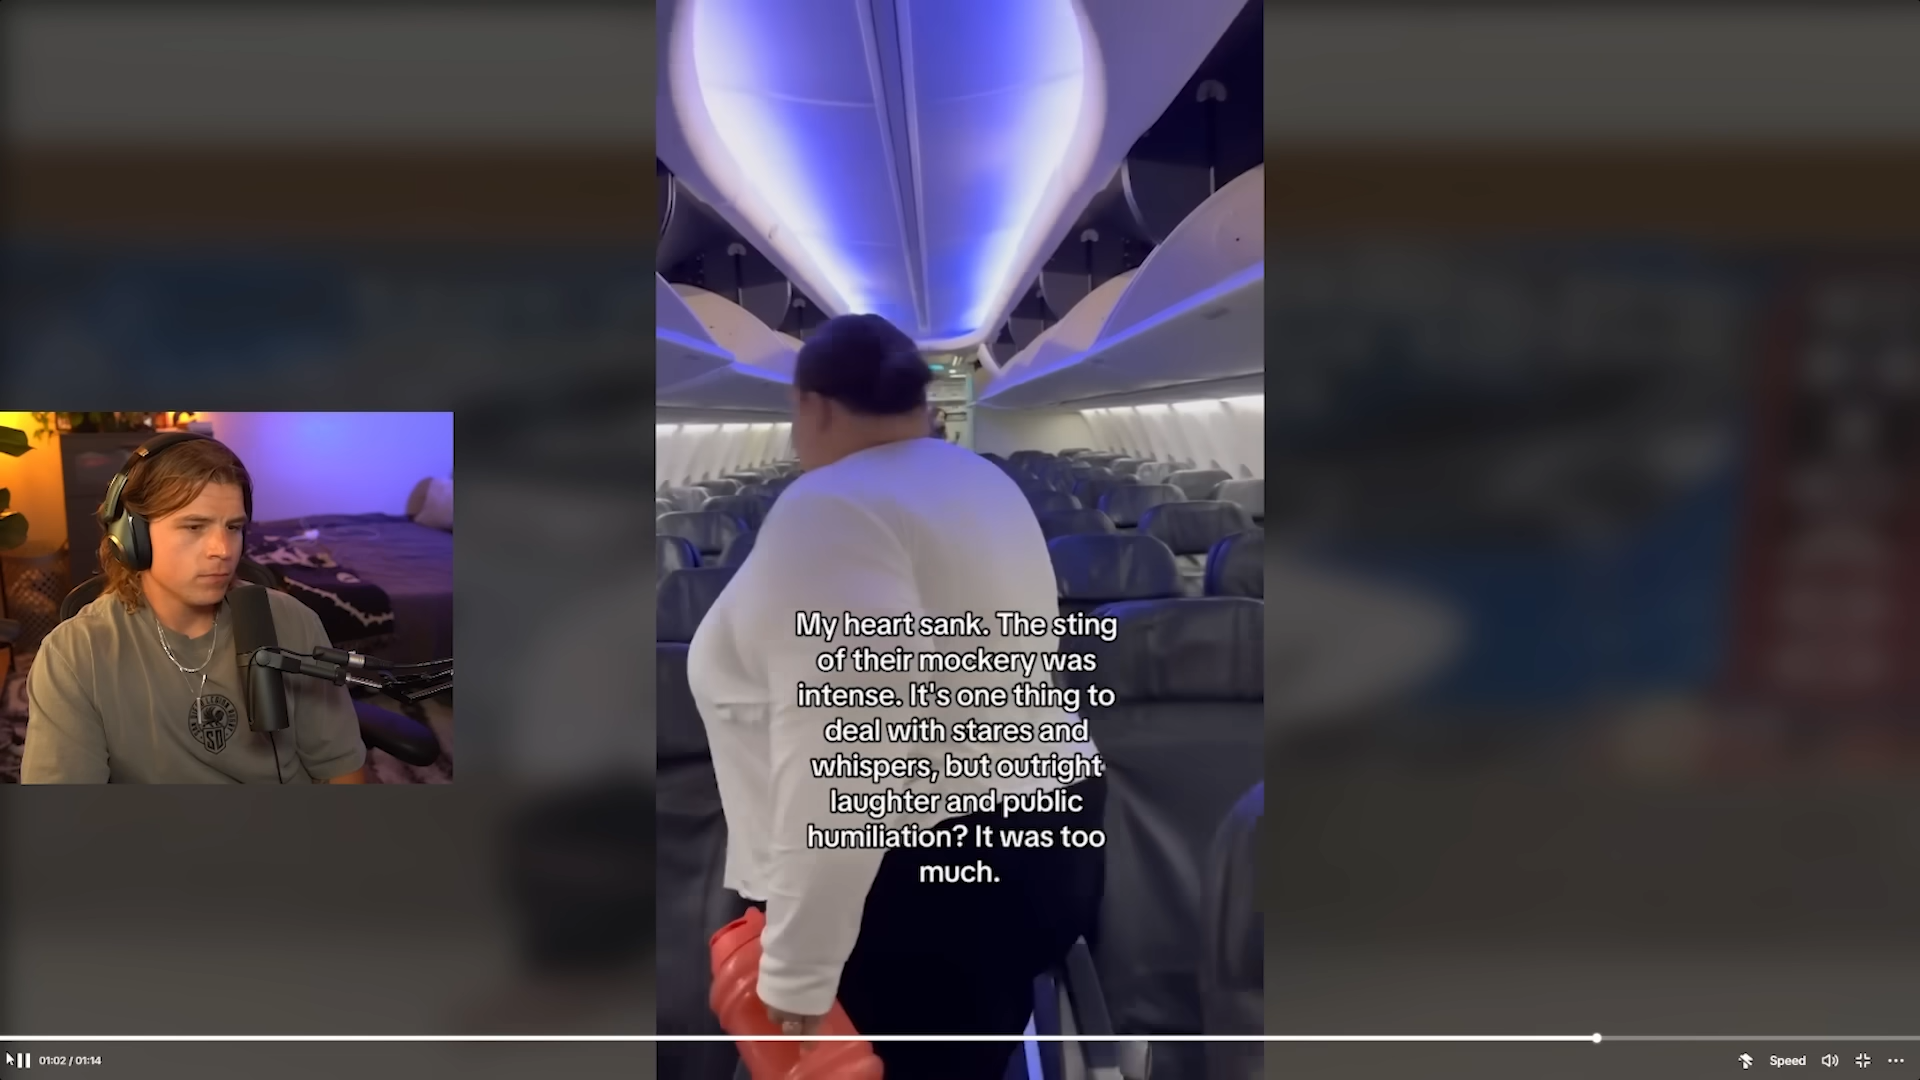 My heart sank. The sting
of their mockery was
intense. It's one thing to
deal with stares and
whispers, but outright
laughter and public
humiliation? It was too
much.
SD
01:02 / 01:14
Speed